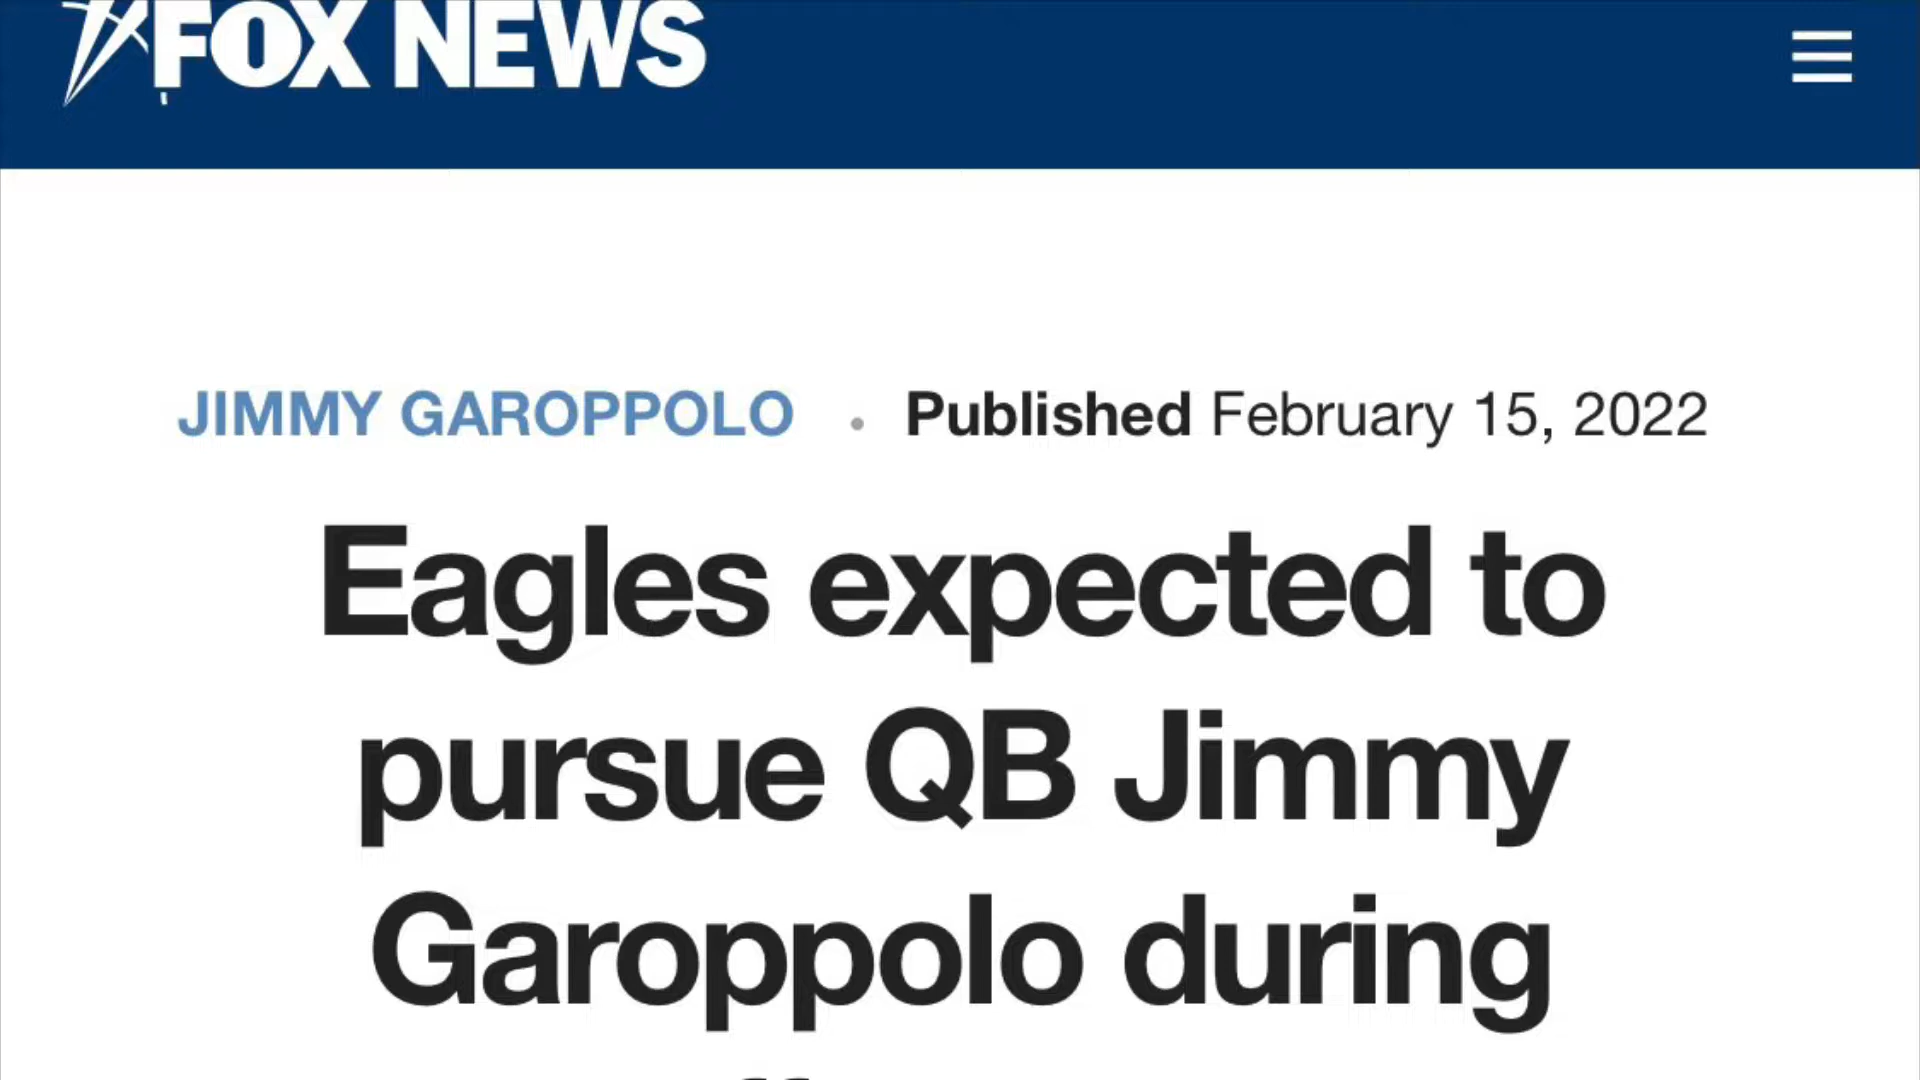 FOX NEWS
JIMMY GAROPPOLO · Published February 15, 2022
Eagles expected to
pursue QB Jimmy
Garoppolo during